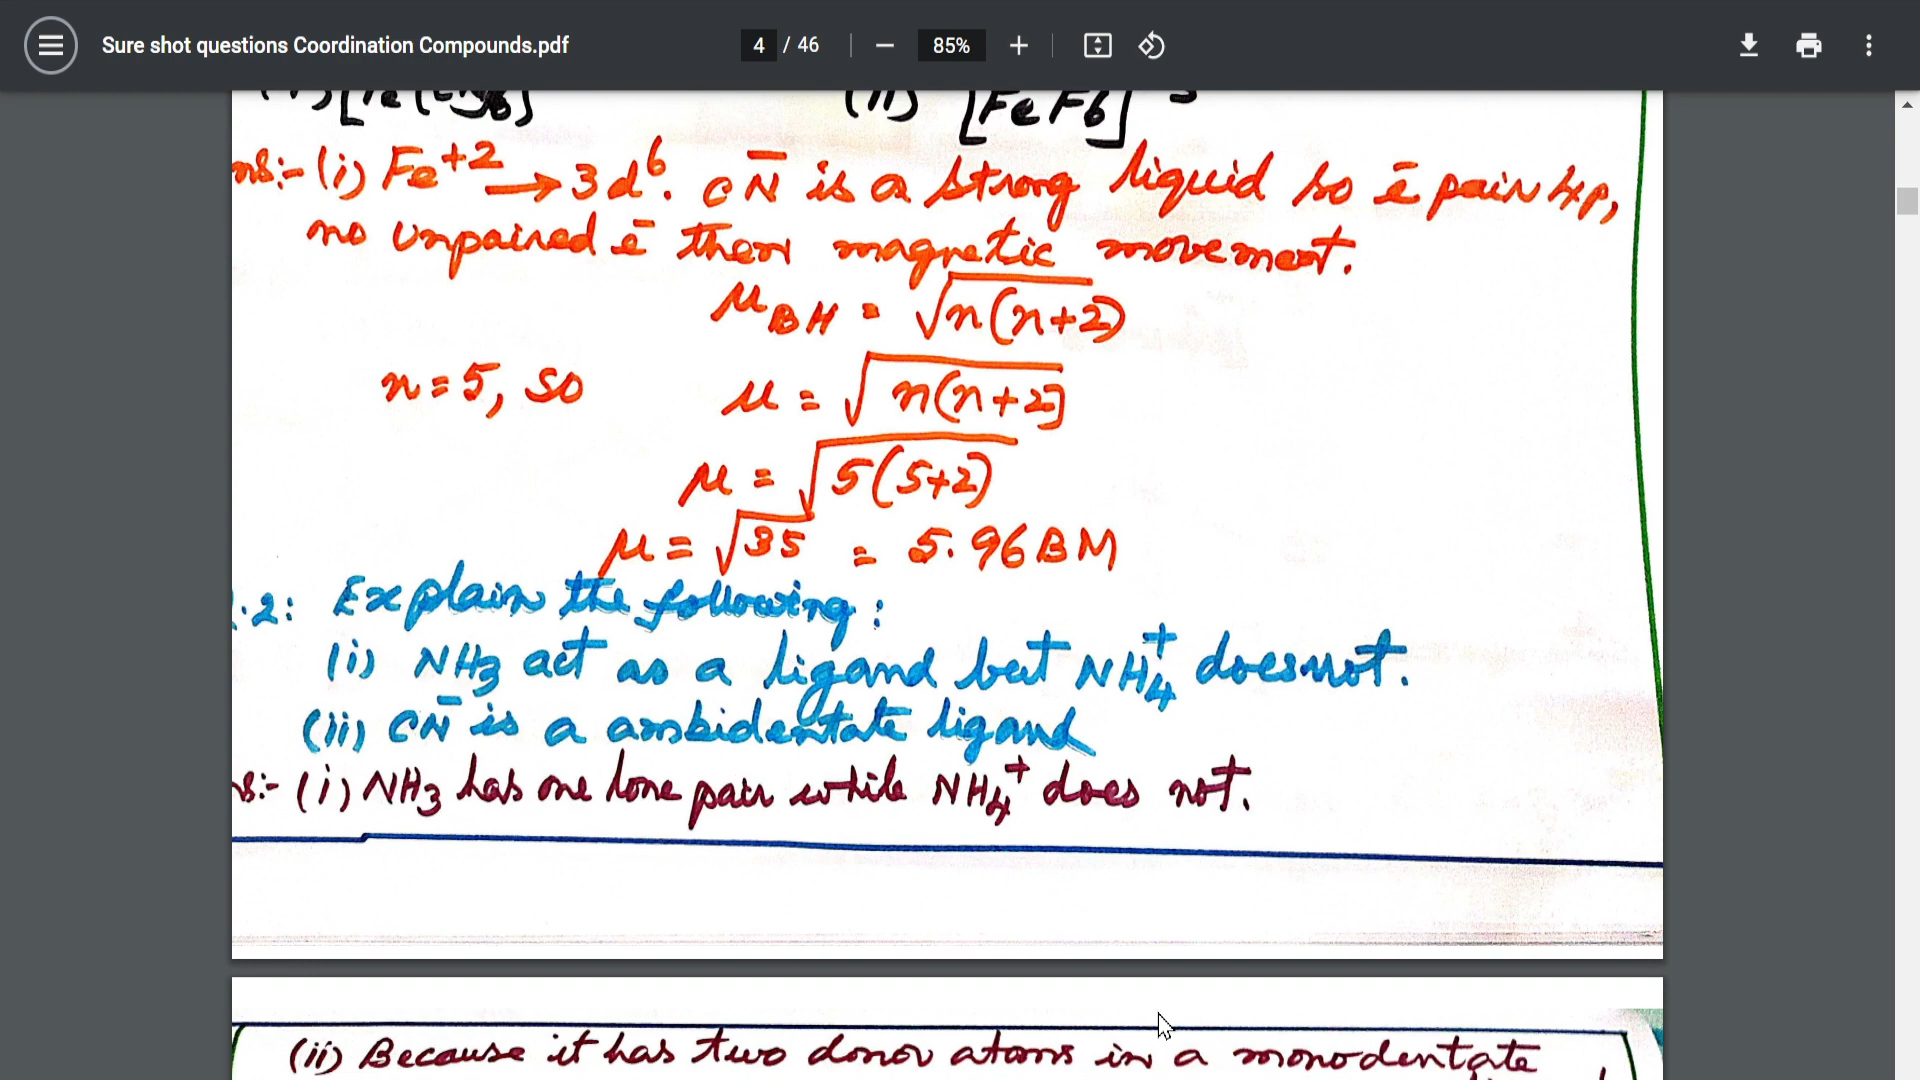 Sure shot questions Coordination Compounds.pdf
4 / 46
85%
(ii) [FeF6]-3
ns:- (i) Fe+2 → 3d6. CN̄ is a strong liquid so ē pair up,
no unpaired ē then magnetic movement.
μBH = √n(n+2)
n=5, so μ = √n(n+2)
μ = √5(5+2)
μ = √35 = 5.96 BM
.2: Explain the following:
(i) NH3 act as a ligand but NH4+ doesnot.
(ii) CN̄ is a ambidentate ligand
ns:- (i) NH3 has one lone pair while NH4+ does not.
(ii) Because it has two donor atoms in a monodentate